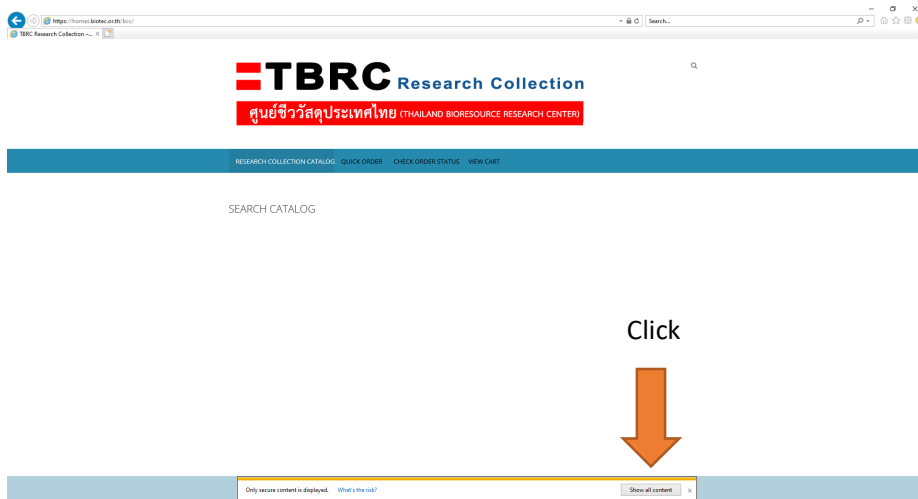 https://homes.biotec.or.th/bcc/
Search...
TBRC Research Collection –...
TBRC Research Collection
ศูนย์ชีววัสดุประเทศไทย (THAILAND BIORESOURCE RESEARCH CENTER)
RESEARCH COLLECTION CATALOG QUICK ORDER CHECK ORDER STATUS VIEW CART
SEARCH CATALOG
Click
Only secure content is displayed. What's the risk? Show all content